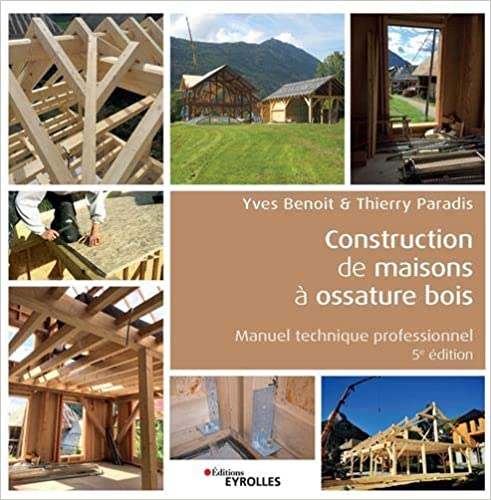 Yves Benoit & Thierry Paradis
Construction
de maisons
à ossature bois
Manuel technique professionnel
5e édition
Éditions
EYROLLES